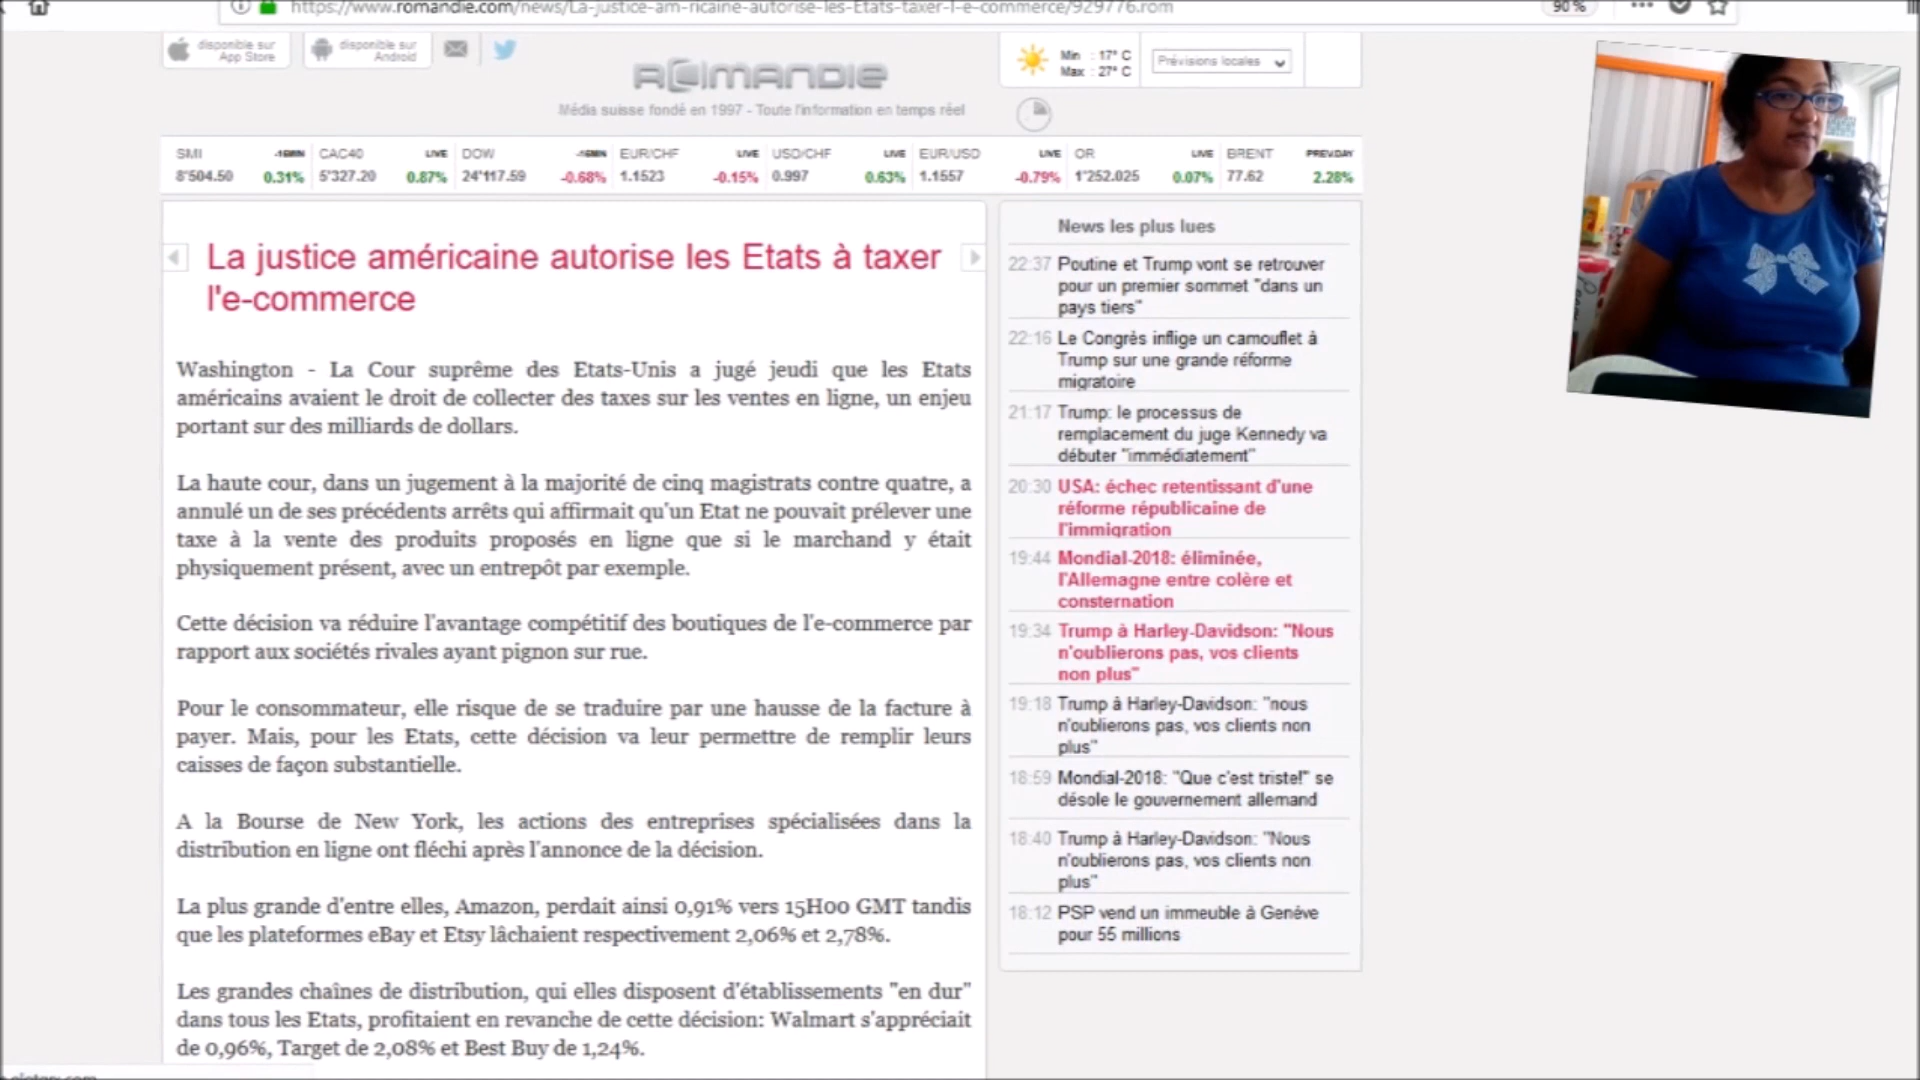 https://www.romandie.com/news/La-justice-am-ricaine-autorise-les-Etats-taxer-l-e-commerce/929776.rom
90%
disponible sur
App Store
disponible sur
Android
ROMANDIE
Média suisse fondé en 1997 - Toute l'information en temps réel
Min : 17° C
Max : 27° C
Prévisions locales
SMI -15MIN CAC40 LIVE DOW -15MIN EUR/CHF LIVE USD/CHF LIVE EUR/USD LIVE OR LIVE BRENT PREV.DAY
8'504.50 0.31% 5'327.20 0.87% 24'117.59 -0.68% 1.1523 -0.15% 0.997 0.63% 1.1557 -0.79% 1'252.025 0.07% 77.62 2.28%
La justice américaine autorise les Etats à taxer
l'e-commerce
Washington - La Cour suprême des Etats-Unis a jugé jeudi que les Etats
américains avaient le droit de collecter des taxes sur les ventes en ligne, un enjeu
portant sur des milliards de dollars.
La haute cour, dans un jugement à la majorité de cinq magistrats contre quatre, a
annulé un de ses précédents arrêts qui affirmait qu'un Etat ne pouvait prélever une
taxe à la vente des produits proposés en ligne que si le marchand y était
physiquement présent, avec un entrepôt par exemple.
Cette décision va réduire l'avantage compétitif des boutiques de l'e-commerce par
rapport aux sociétés rivales ayant pignon sur rue.
Pour le consommateur, elle risque de se traduire par une hausse de la facture à
payer. Mais, pour les Etats, cette décision va leur permettre de remplir leurs
caisses de façon substantielle.
A la Bourse de New York, les actions des entreprises spécialisées dans la
distribution en ligne ont fléchi après l'annonce de la décision.
La plus grande d'entre elles, Amazon, perdait ainsi 0,91% vers 15H00 GMT tandis
que les plateformes eBay et Etsy lâchaient respectivement 2,06% et 2,78%.
Les grandes chaînes de distribution, qui elles disposent d'établissements "en dur"
dans tous les Etats, profitaient en revanche de cette décision: Walmart s'appréciait
de 0,96%, Target de 2,08% et Best Buy de 1,24%.
News les plus lues
22:37 Poutine et Trump vont se retrouver
pour un premier sommet "dans un
pays tiers"
22:16 Le Congrès inflige un camouflet à
Trump sur une grande réforme
migratoire
21:17 Trump: le processus de
remplacement du juge Kennedy va
débuter "immédiatement"
20:30 USA: échec retentissant d'une
réforme républicaine de
l'immigration
19:44 Mondial-2018: éliminée,
l'Allemagne entre colère et
consternation
19:34 Trump à Harley-Davidson: "Nous
n'oublierons pas, vos clients
non plus"
19:18 Trump à Harley-Davidson: "nous
n'oublierons pas, vos clients non
plus"
18:59 Mondial-2018: "Que c'est triste!" se
désole le gouvernement allemand
18:40 Trump à Harley-Davidson: "Nous
n'oublierons pas, vos clients non
plus"
18:12 PSP vend un immeuble à Genève
pour 55 millions